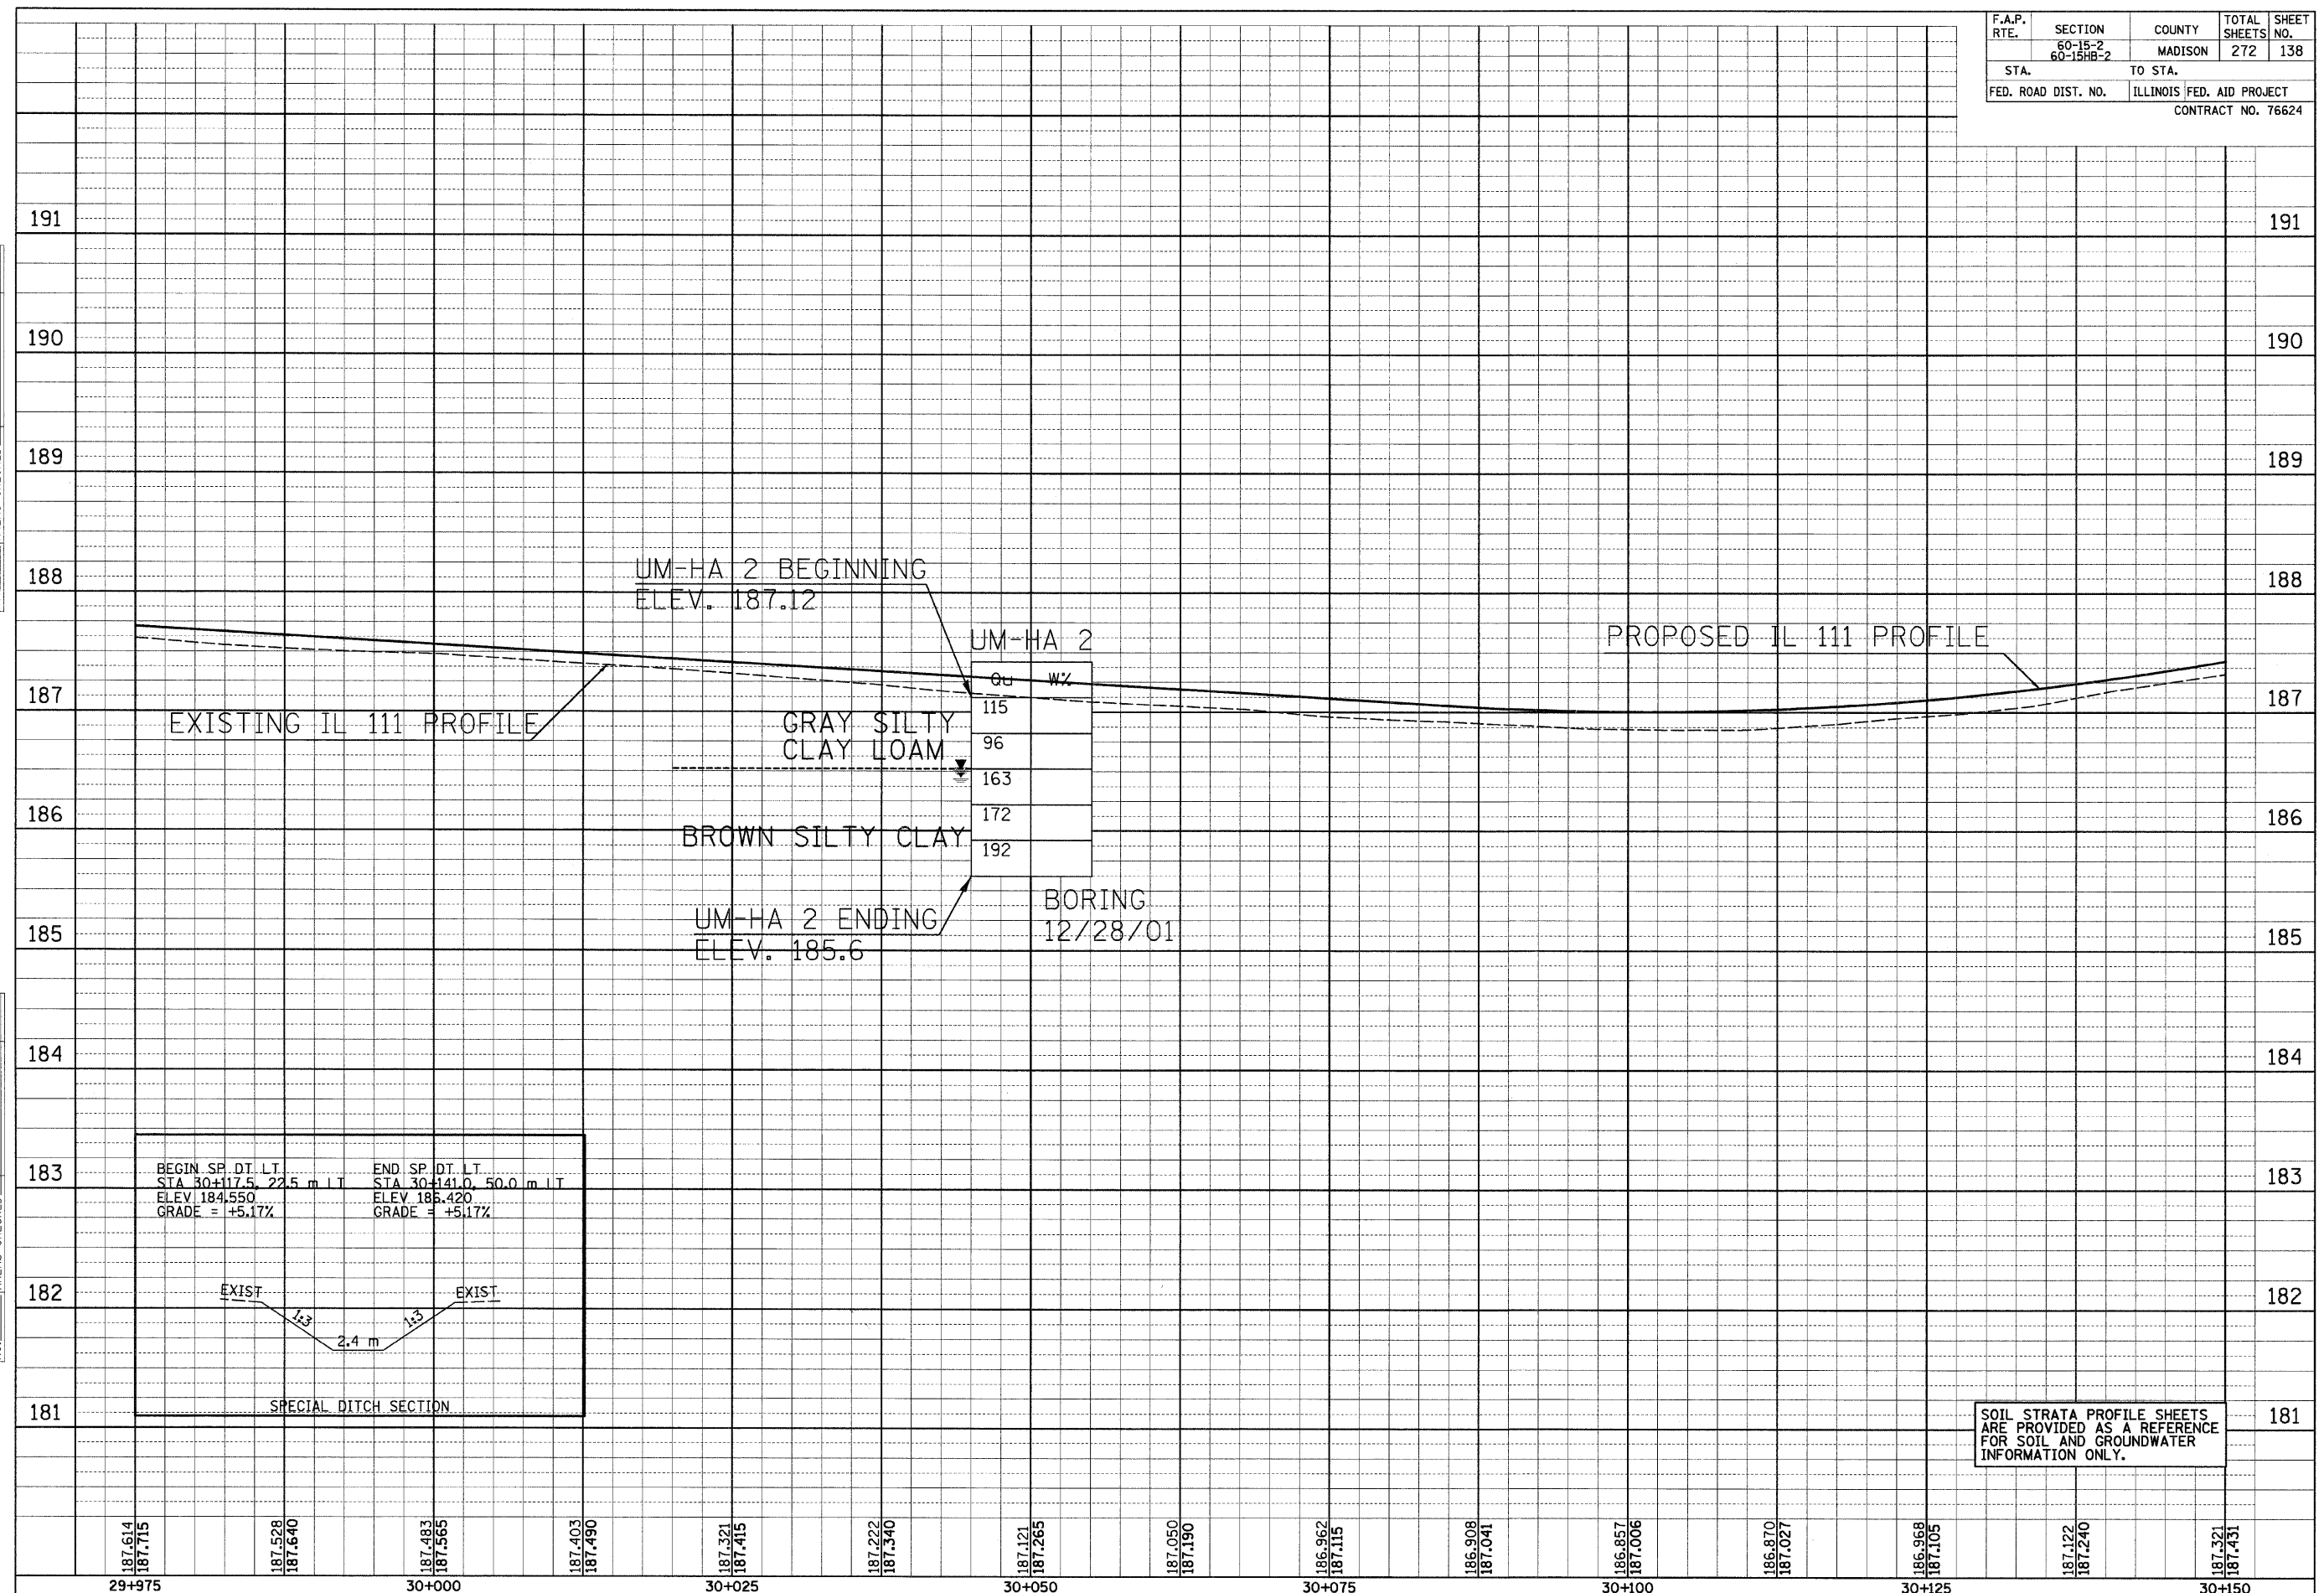 F.A.P. RTE. SECTION COUNTY TOTAL SHEETS SHEET NO.
60-15-2
60-15HB-2 MADISON 272 138
STA. TO STA.
FED. ROAD DIST. NO. ILLINOIS FED. AID PROJECT
CONTRACT NO. 76624
191 191
190 190
189 189
188 188
187 187
186 186
185 185
184 184
183 183
182 182
181 181
UM-HA 2 BEGINNING
ELEV. 187.12
UM-HA 2
Qu W%
115
96
163
172
192
PROPOSED IL 111 PROFILE
EXISTING IL 111 PROFILE
GRAY SILTY
CLAY LOAM
BROWN SILTY CLAY
UM-HA 2 ENDING
ELEV. 185.6
BORING
12/28/01
BEGIN SP DT LT
STA 30+117.5, 22.5 m LT
ELEV 184.550
GRADE = +5.17%
END SP DT LT
STA 30+141.0, 50.0 m LT
ELEV 186.420
GRADE = +5.17%
EXIST EXIST
1:3 1:3
2.4 m
SPECIAL DITCH SECTION
SOIL STRATA PROFILE SHEETS
ARE PROVIDED AS A REFERENCE
FOR SOIL AND GROUNDWATER
INFORMATION ONLY.
187.614
187.715
187.528
187.640
187.483
187.565
187.403
187.490
187.321
187.415
187.222
187.340
187.121
187.265
187.050
187.190
186.962
187.115
186.908
187.041
186.857
187.006
186.870
187.027
186.968
187.105
187.122
187.240
187.321
187.431
29+975 30+000 30+025 30+050 30+075 30+100 30+125 30+150